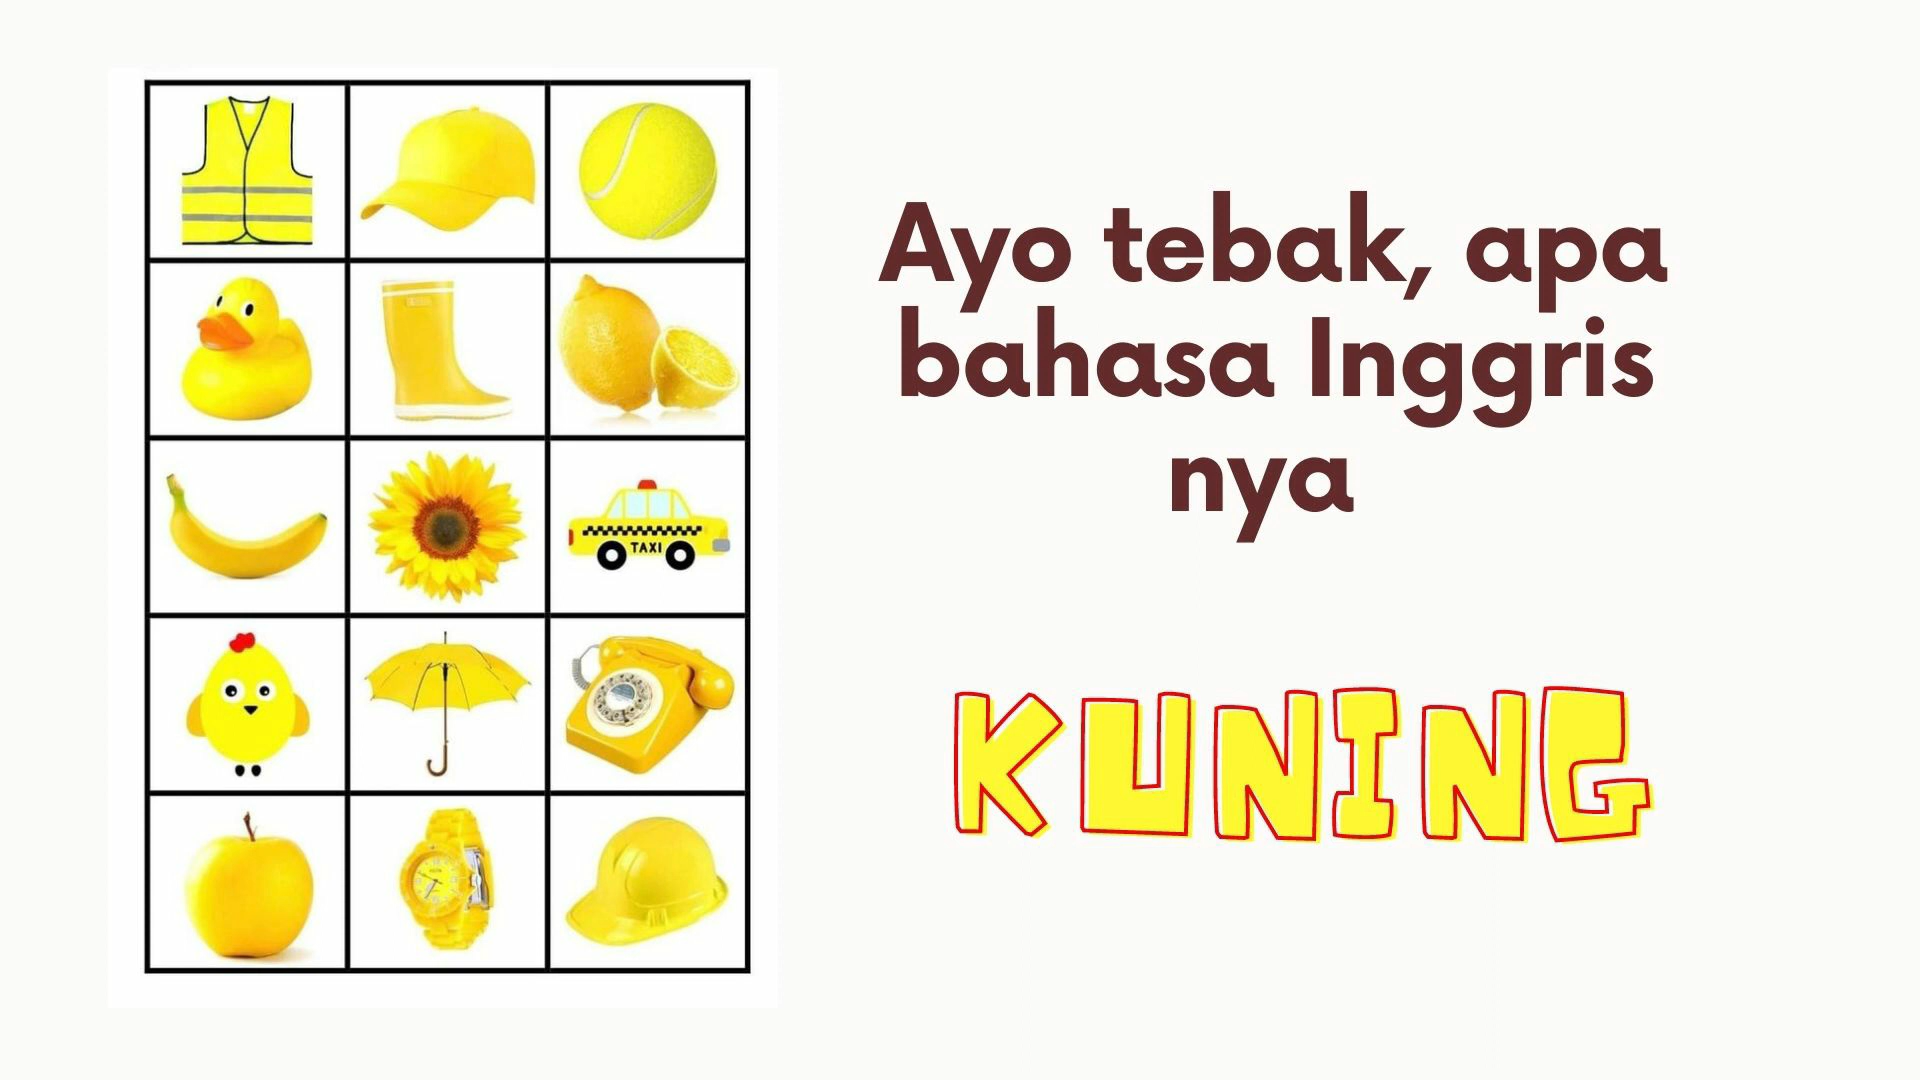 TAXI
Ayo tebak, apa
bahasa Inggris
nya
KUNING